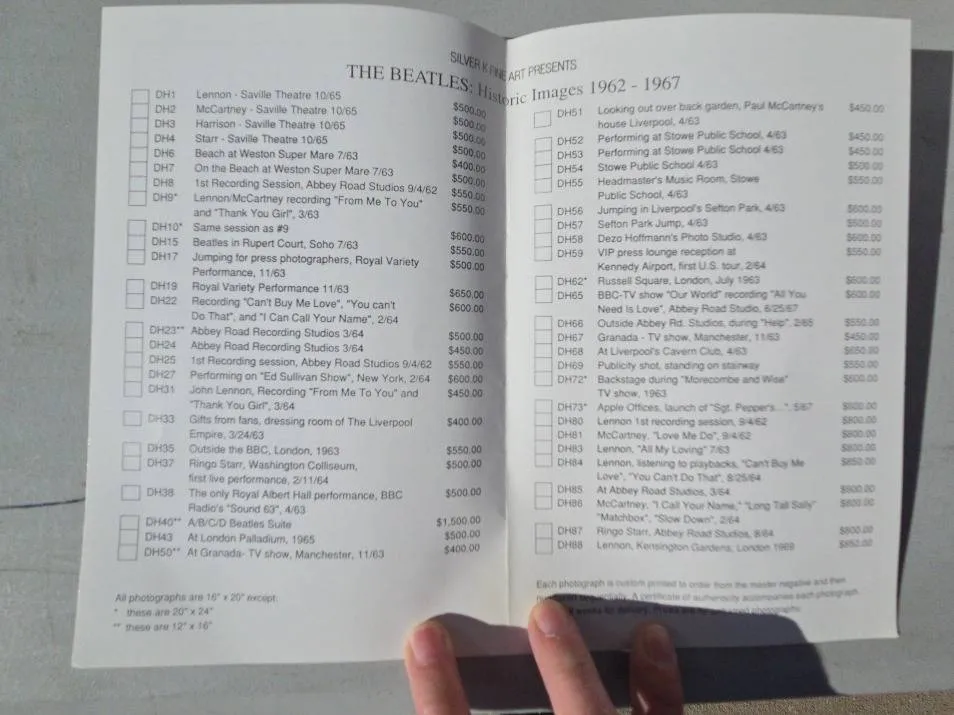 SILVER K FINE ART PRESENTS
THE BEATLES: Historic Images 1962 - 1967
DH1 Lennon - Saville Theatre 10/65 $500.00
DH2 McCartney - Saville Theatre 10/65 $500.00
DH3 Harrison - Saville Theatre 10/65 $500.00
DH4 Starr - Saville Theatre 10/65 $500.00
DH6 Beach at Weston Super Mare 7/63 $400.00
DH7 On the Beach at Weston Super Mare 7/63 $500.00
DH8 1st Recording Session, Abbey Road Studios 9/4/62 $550.00
DH9* Lennon/McCartney recording "From Me To You" $550.00
and "Thank You Girl", 3/63
DH10* Same session as #9 $600.00
DH15 Beatles in Rupert Court, Soho 7/63 $550.00
DH17 Jumping for press photographers, Royal Variety $500.00
Performance, 11/63
DH19 Royal Variety Performance 11/63 $650.00
DH22 Recording "Can't Buy Me Love", "You can't $600.00
Do That", and "I Can Call Your Name", 2/64
DH23** Abbey Road Recording Studios 3/64 $500.00
DH24 Abbey Road Recording Studios 3/64 $450.00
DH25 1st Recording session, Abbey Road Studios 9/4/62 $550.00
DH27 Performing on "Ed Sullivan Show", New York, 2/64 $600.00
DH31 John Lennon, Recording "From Me To You" and $450.00
"Thank You Girl", 3/64
DH33 Gifts from fans, dressing room of The Liverpool $400.00
Empire, 3/24/63
DH35 Outside the BBC, London, 1963 $550.00
DH37 Ringo Starr, Washington Colliseum, $500.00
first live performance, 2/11/64
DH38 The only Royal Albert Hall performance, BBC $500.00
Radio's "Sound 63", 4/63
DH40** A/B/C/D Beatles Suite $1,500.00
DH43 At London Palladium, 1965 $500.00
DH50** At Granada- TV show, Manchester, 11/63 $400.00
All photographs are 16" x 20" except:
* these are 20" x 24"
** these are 12" x 16"
DH51 Looking out over back garden, Paul McCartney's $450.00
house Liverpool, 4/63
DH52 Performing at Stowe Public School, 4/63 $450.00
DH53 Performing at Stowe Public School 4/63 $450.00
DH54 Stowe Public School 4/63 $500.00
DH55 Headmaster's Music Room, Stowe $550.00
Public School, 4/63
DH56 Jumping in Liverpool's Sefton Park, 4/63 $600.00
DH57 Sefton Park Jump, 4/63 $500.00
DH58 Dezo Hoffmann's Photo Studio, 4/63 $600.00
DH59 VIP press lounge reception at $550.00
Kennedy Airport, first U.S. tour, 2/64
DH62* Russell Square, London, July 1963 $600.00
DH65 BBC-TV show "Our World" recording "All You $600.00
Need Is Love", Abbey Road Studio, 6/25/67
DH66 Outside Abbey Rd. Studios, during "Help", 2/65 $550.00
DH67 Granada - TV show, Manchester, 11/63 $450.00
DH68 At Liverpool's Cavern Club, 4/63 $650.00
DH69 Publicity shot, standing on stairway $550.00
DH72* Backstage during "Morecombe and Wise" $600.00
TV show, 1963
DH73* Apple Offices, launch of "Sgt. Pepper's...", 5/67
DH80 Lennon 1st recording session, 9/4/62
DH81 McCartney, "Love Me Do", 9/4/62
DH83 Lennon, "All My Loving" 7/63
DH84 Lennon, listening to playbacks, "Can't Buy Me
Love", "You Can't Do That", 8/25/64
DH85 At Abbey Road Studios, 3/64
DH86 McCartney, "I Call Your Name," "Long Tall Sally"
"Matchbox", "Slow Down", 2/64
DH87 Ringo Starr, Abbey Road Studios, 8/64
DH88 Lennon, Kensington Gardens, London
Each photograph is custom printed to order from the master negative and then
sequentially. A certificate of authenticity accompanies each photograph.
weeks for delivery. photographs